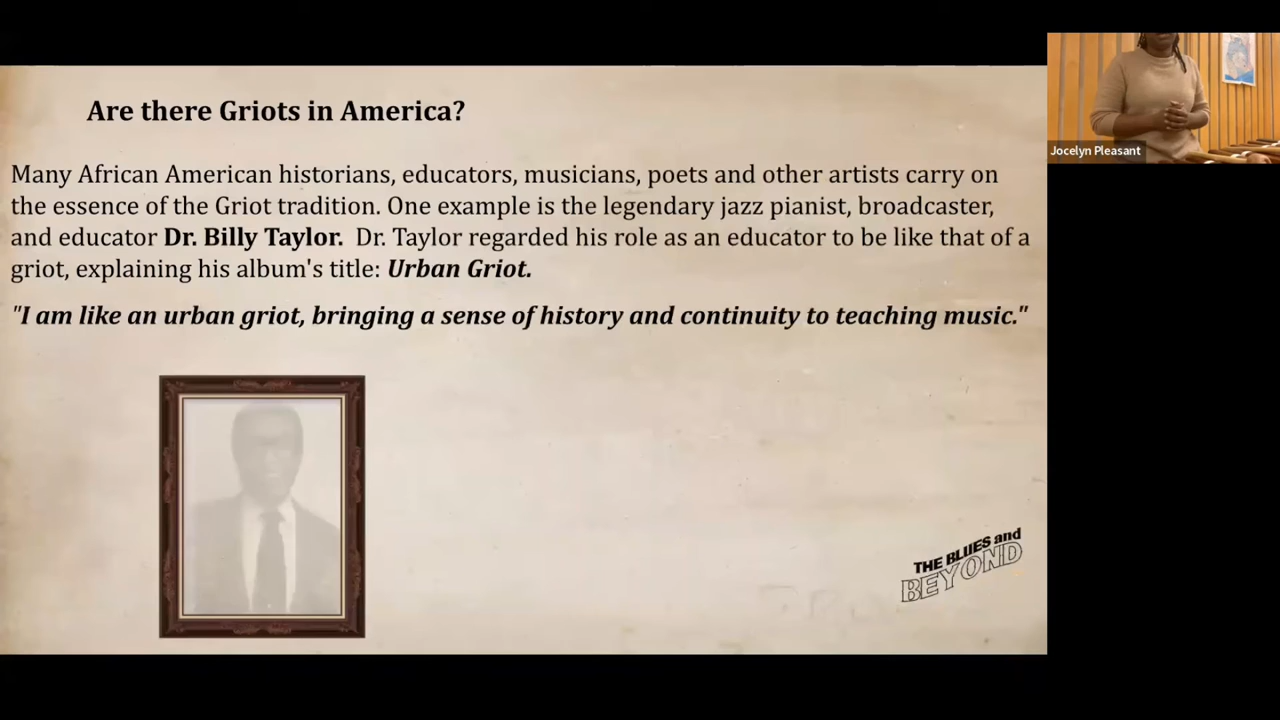 Are there Griots in America?
Many African American historians, educators, musicians, poets and other artists carry on
the essence of the Griot tradition. One example is the legendary jazz pianist, broadcaster,
and educator Dr. Billy Taylor. Dr. Taylor regarded his role as an educator to be like that of a
griot, explaining his album's title: Urban Griot.
"I am like an urban griot, bringing a sense of history and continuity to teaching music."
THE BLUES and
BEYOND
Jocelyn Pleasant